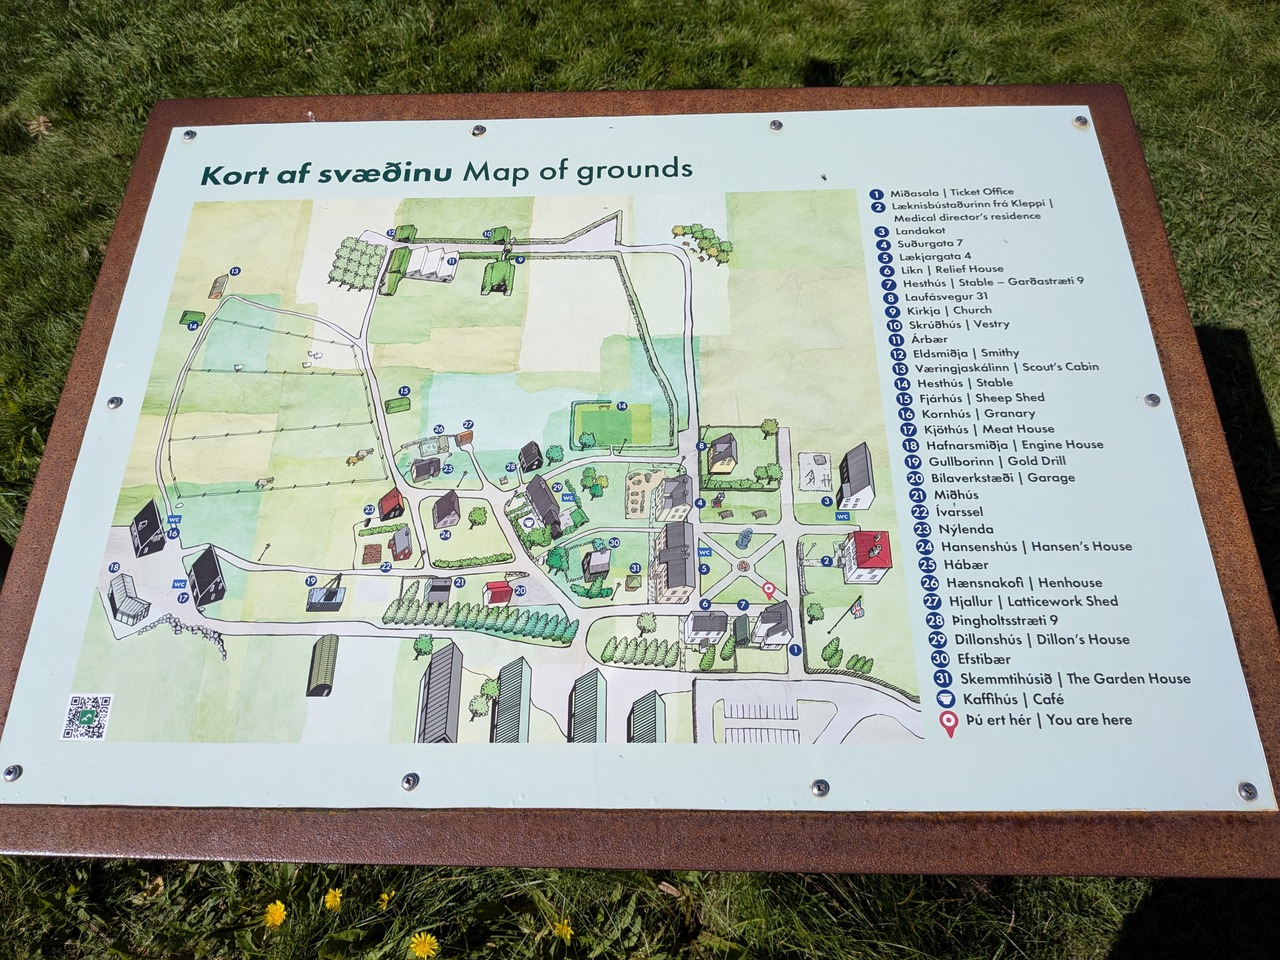 Kort af svæðinu Map of grounds
1 Miðasala | Ticket Office
2 Læknisbústaðurinn frá Kleppi |
Medical director's residence
3 Landakot
4 Suðurgata 7
5 Lækjargata 4
6 Líkn | Relief House
7 Hesthús | Stable – Garðastræti 9
8 Laufásvegur 31
9 Kirkja | Church
10 Skrúðhús | Vestry
11 Árbær
12 Eldsmiðja | Smithy
13 Væringjaskálinn | Scout's Cabin
14 Hesthús | Stable
15 Fjárhús | Sheep Shed
16 Kornhús | Granary
17 Kjöthús | Meat House
18 Hafnarsmiðja | Engine House
19 Gullborinn | Gold Drill
20 Bílaverkstæði | Garage
21 Miðhús
22 Ívarssel
23 Nýlenda
24 Hansenshús | Hansen's House
25 Hábær
26 Hænsnakofi | Henhouse
27 Hjallur | Latticework Shed
28 Þingholtsstræti 9
29 Dillonshús | Dillon's House
30 Efstibær
31 Skemmtihúsið | The Garden House
Kaffihús | Café
Þú ert hér | You are here
12
10
11
9
13
14
15
14
26
27
8
25
28
29
WC
3
WC
4
23
24
WC
16
30
WC
5
2
22
31
18
WC
17
19
21
20
6
7
1